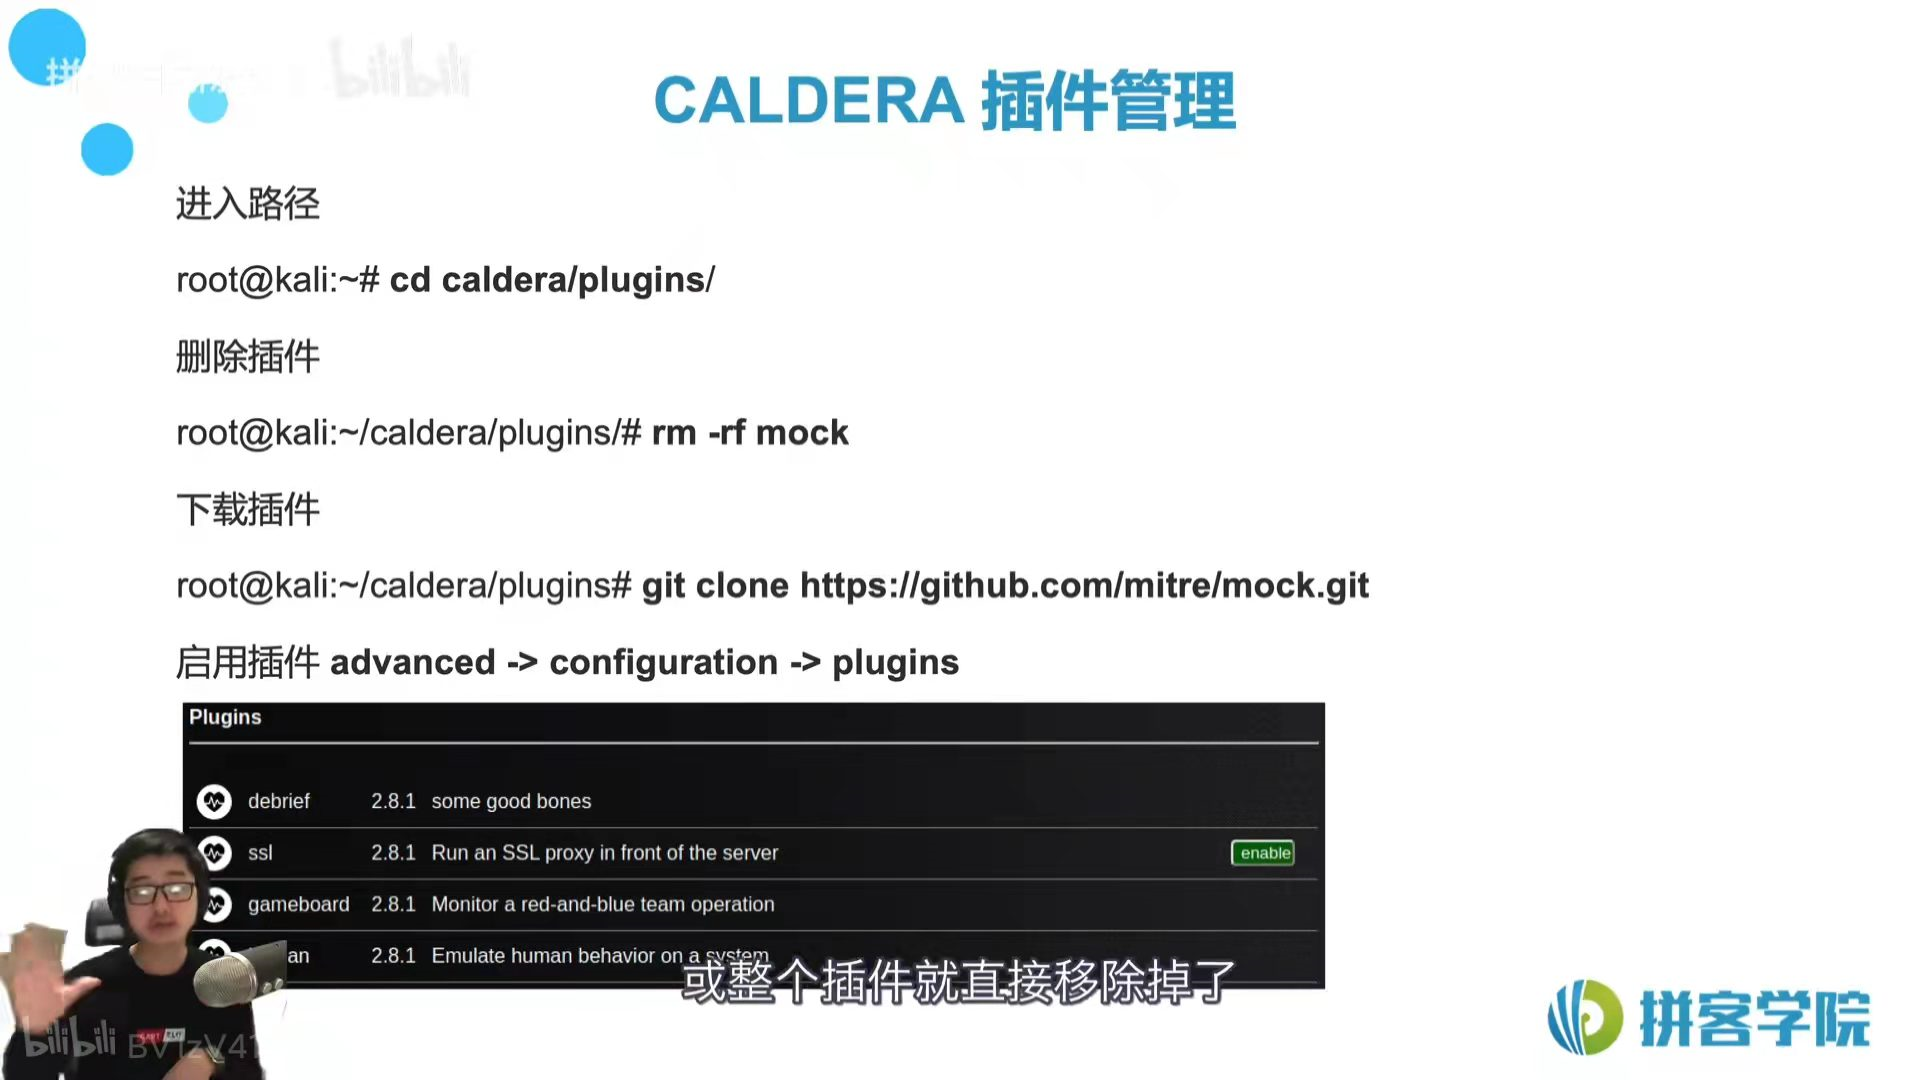 bilibili
CALDERA 插件管理
进入路径
root@kali:~# cd caldera/plugins/
删除插件
root@kali:~/caldera/plugins/# rm -rf mock
下载插件
root@kali:~/caldera/plugins# git clone https://github.com/mitre/mock.git
启用插件 advanced -> configuration -> plugins
Plugins
debrief 2.8.1 some good bones
ssl 2.8.1 Run an SSL proxy in front of the server enable
gameboard 2.8.1 Monitor a red-and-blue team operation
an 2.8.1 Emulate human behavior on a system
或整个插件就直接移除掉了
拼客学院
bilibili